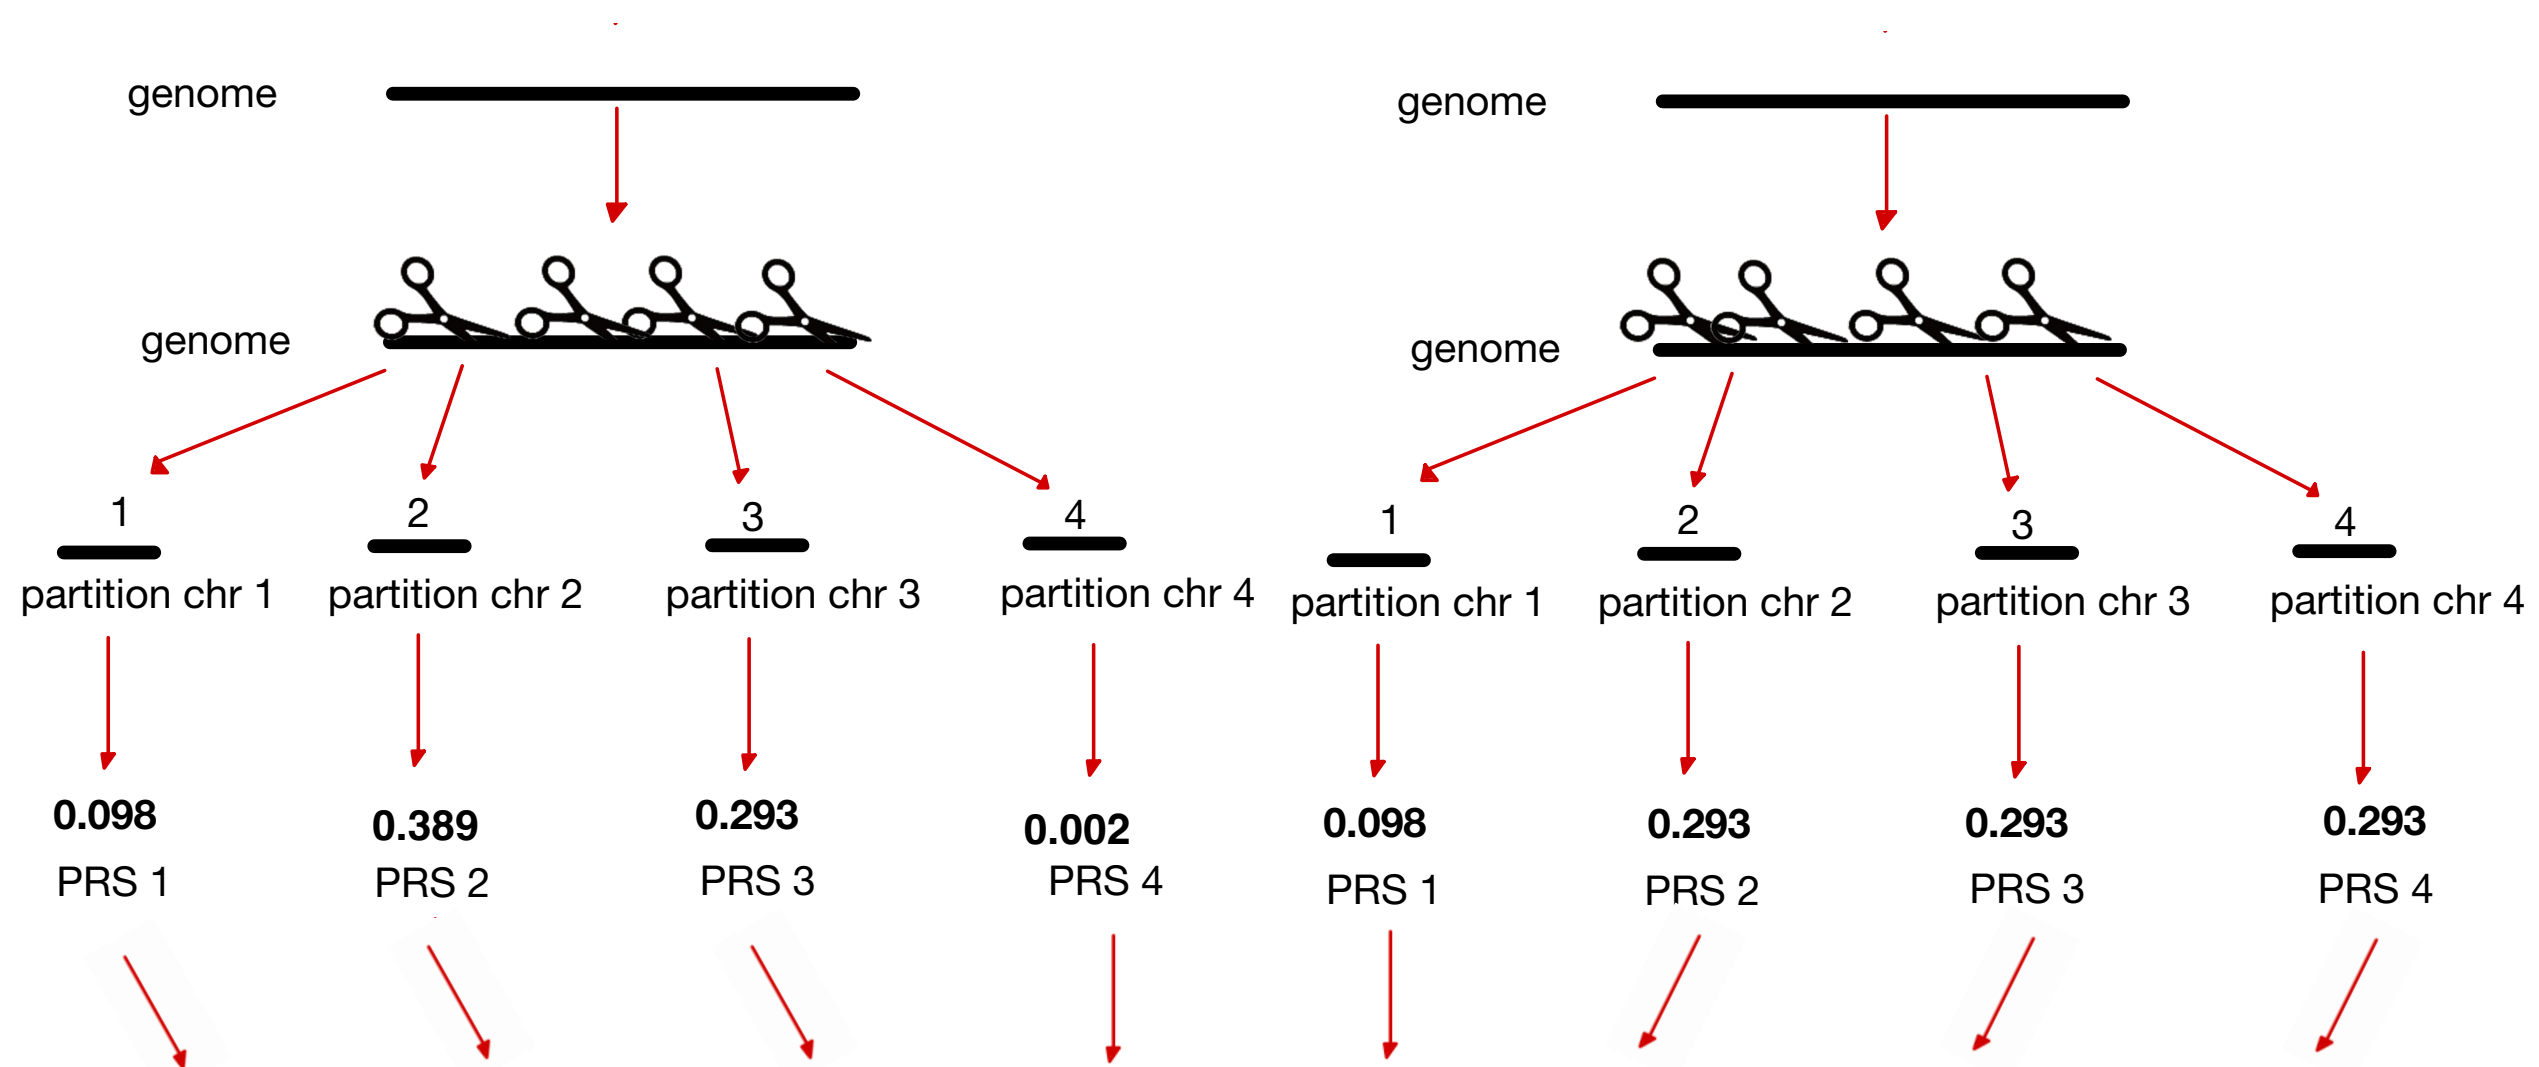 genome
genome
1
2
3
4
partition chr 1
partition chr 2
partition chr 3
partition chr 4
0.098
0.389
0.293
0.002
PRS 1
PRS 2
PRS 3
PRS 4
genome
genome
1
2
3
4
partition chr 1
partition chr 2
partition chr 3
partition chr 4
0.098
0.293
0.293
0.293
PRS 1
PRS 2
PRS 3
PRS 4